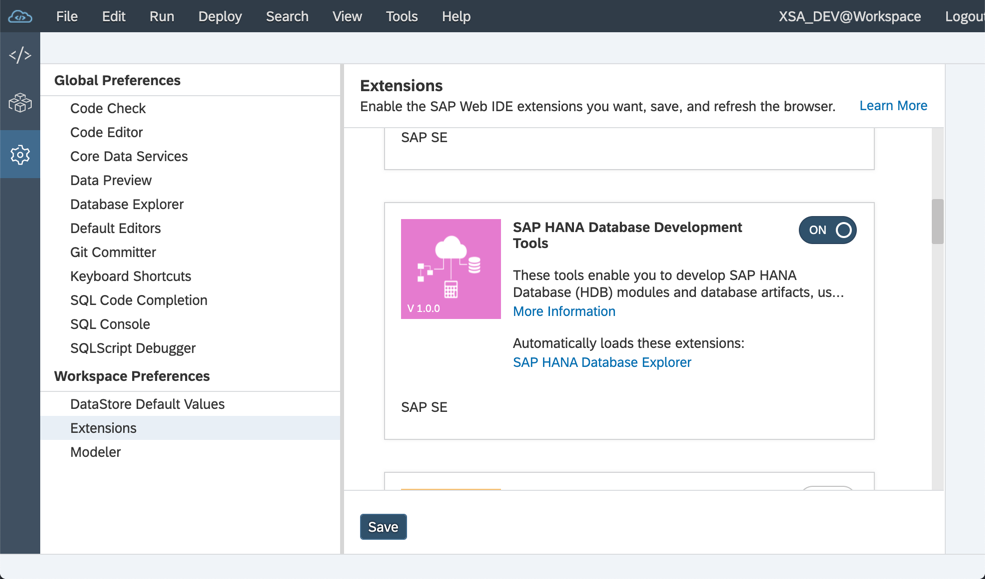 File Edit Run Deploy Search View Tools Help XSA_DEV@Workspace Logout
Global Preferences
Code Check
Code Editor
Core Data Services
Data Preview
Database Explorer
Default Editors
Git Committer
Keyboard Shortcuts
SQL Code Completion
SQL Console
SQLScript Debugger
Workspace Preferences
DataStore Default Values
Extensions
Modeler
Extensions
Enable the SAP Web IDE extensions you want, save, and refresh the browser. Learn More
SAP SE
SAP HANA Database Development
Tools
ON
These tools enable you to develop SAP HANA
Database (HDB) modules and database artifacts, us...
More Information
V 1.0.0
Automatically loads these extensions:
SAP HANA Database Explorer
SAP SE
Save